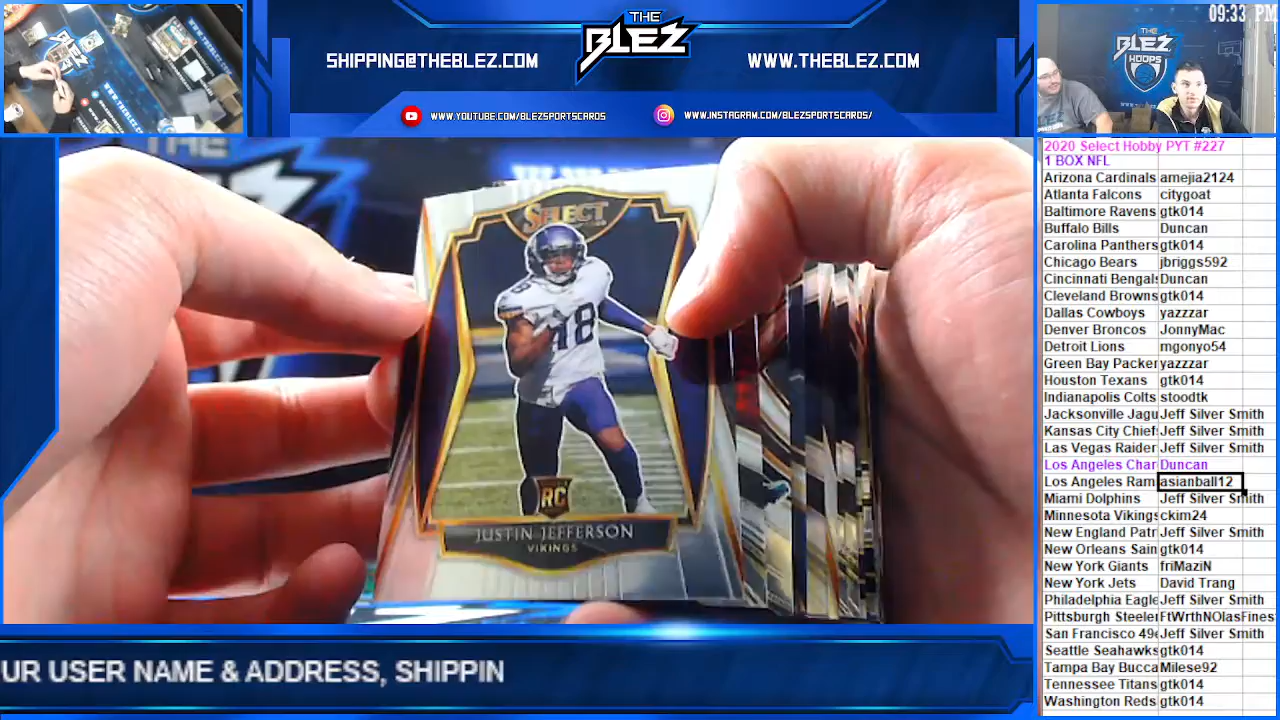 09:33 PM
SHIPPING@THEBLEZ.COM
THE
BLEZ
WWW.THEBLEZ.COM
WWW.YOUTUBE.COM/BLEZSPORTSCARDS
WWW.INSTAGRAM.COM/BLEZSPORTSCARDS/
THE
BLEZ
HOOPS
SELECT
18
RC
JUSTIN JEFFERSON
VIKINGS
UR USER NAME & ADDRESS, SHIPPIN
2020 Select Hobby PYT #227
1 BOX NFL
Arizona Cardinals amejia2124
Atlanta Falcons citygoat
Baltimore Ravens gtk014
Buffalo Bills Duncan
Carolina Panthers gtk014
Chicago Bears jbriggs592
Cincinnati Bengals Duncan
Cleveland Browns gtk014
Dallas Cowboys yazzzar
Denver Broncos JonnyMac
Detroit Lions mgonyo54
Green Bay Packer yazzzar
Houston Texans gtk014
Indianapolis Colts stoodtk
Jacksonville Jagu Jeff Silver Smith
Kansas City Chief Jeff Silver Smith
Las Vegas Raider Jeff Silver Smith
Los Angeles Char Duncan
Los Angeles Ram asianball12
Miami Dolphins Jeff Silver Smith
Minnesota Vikings ckim24
New England Patr Jeff Silver Smith
New Orleans Sain gtk014
New York Giants friMaziN
New York Jets David Trang
Philadelphia Eagle Jeff Silver Smith
Pittsburgh Steeler FtWrthNOlasFines
San Francisco 49e Jeff Silver Smith
Seattle Seahawks gtk014
Tampa Bay Bucca Milese92
Tennessee Titans gtk014
Washington Reds gtk014